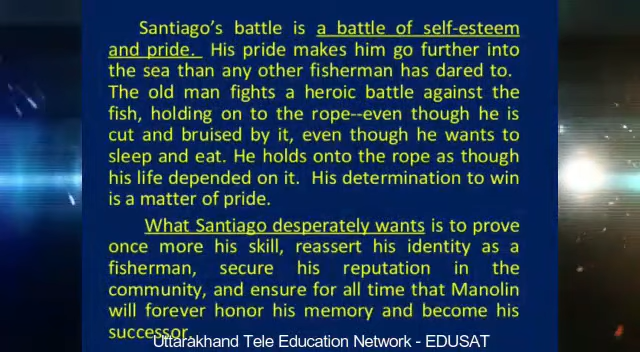 Santiago’s battle is a battle of self-esteem
and pride. His pride makes him go further into
the sea than any other fisherman has dared to.
The old man fights a heroic battle against the
fish, holding on to the rope--even though he is
cut and bruised by it, even though he wants to
sleep and eat. He holds onto the rope as though
his life depended on it. His determination to win
is a matter of pride.
What Santiago desperately wants is to prove
once more his skill, reassert his identity as a
fisherman, secure his reputation in the
community, and ensure for all time that Manolin
will forever honor his memory and become his
successor.
Uttarakhand Tele Education Network - EDUSAT